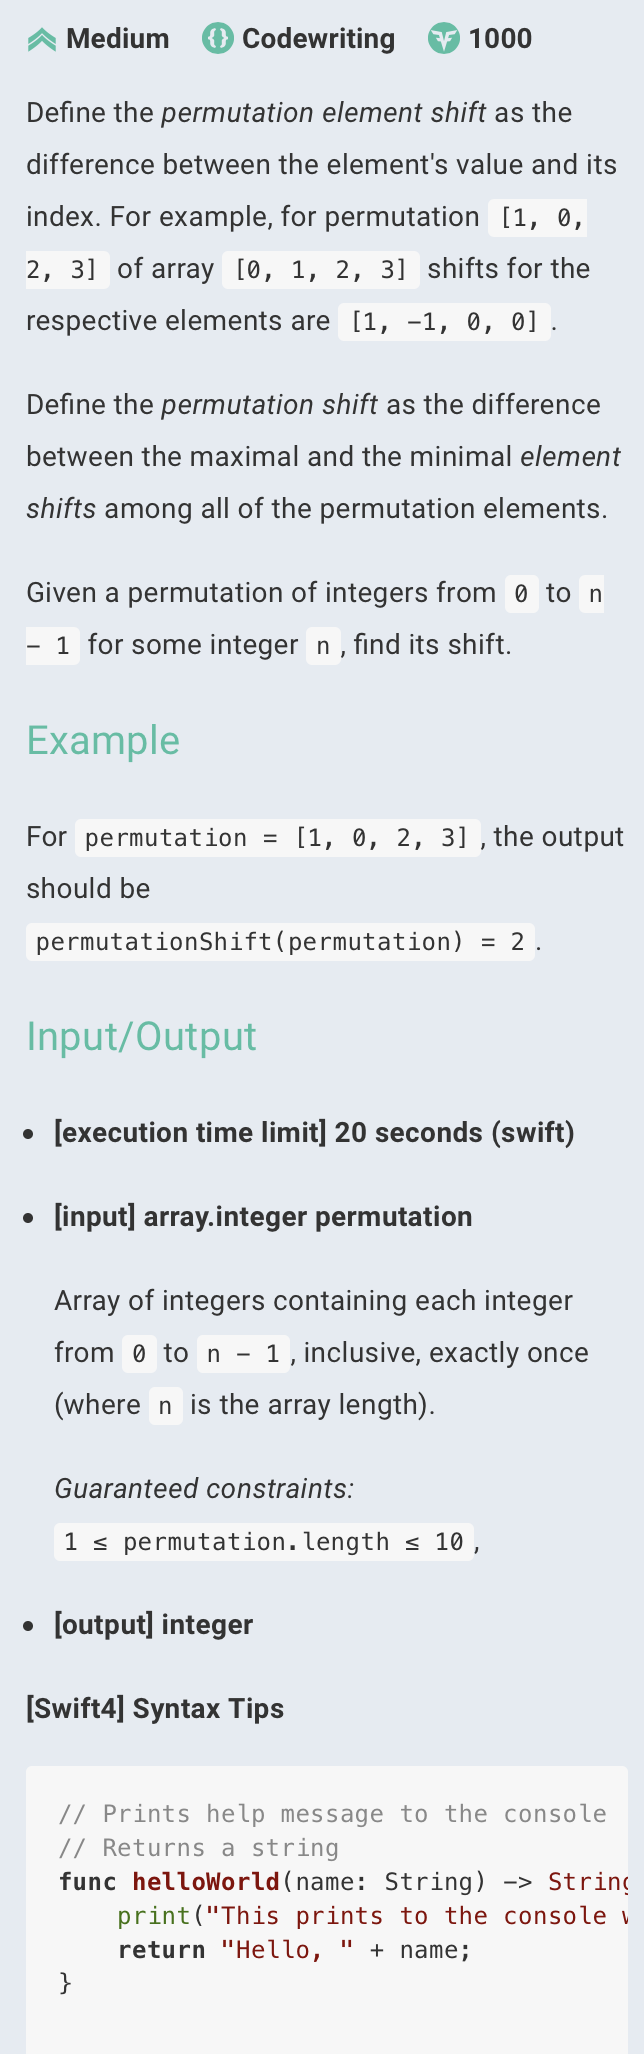 Medium {} Codewriting 1000
Define the permutation element shift as the
difference between the element's value and its
index. For example, for permutation [1, 0,
2, 3] of array [0, 1, 2, 3] shifts for the
respective elements are [1, −1, 0, 0].
Define the permutation shift as the difference
between the maximal and the minimal element
shifts among all of the permutation elements.
Given a permutation of integers from 0 to n
− 1 for some integer n, find its shift.
Example
For permutation = [1, 0, 2, 3], the output
should be
permutationShift(permutation) = 2.
Input/Output
• [execution time limit] 20 seconds (swift)
• [input] array.integer permutation
Array of integers containing each integer
from 0 to n − 1, inclusive, exactly once
(where n is the array length).
Guaranteed constraints:
1 ≤ permutation.length ≤ 10,
• [output] integer
[Swift4] Syntax Tips
// Prints help message to the console
// Returns a string
func helloWorld(name: String) -> String
print("This prints to the console
return "Hello, " + name;
}